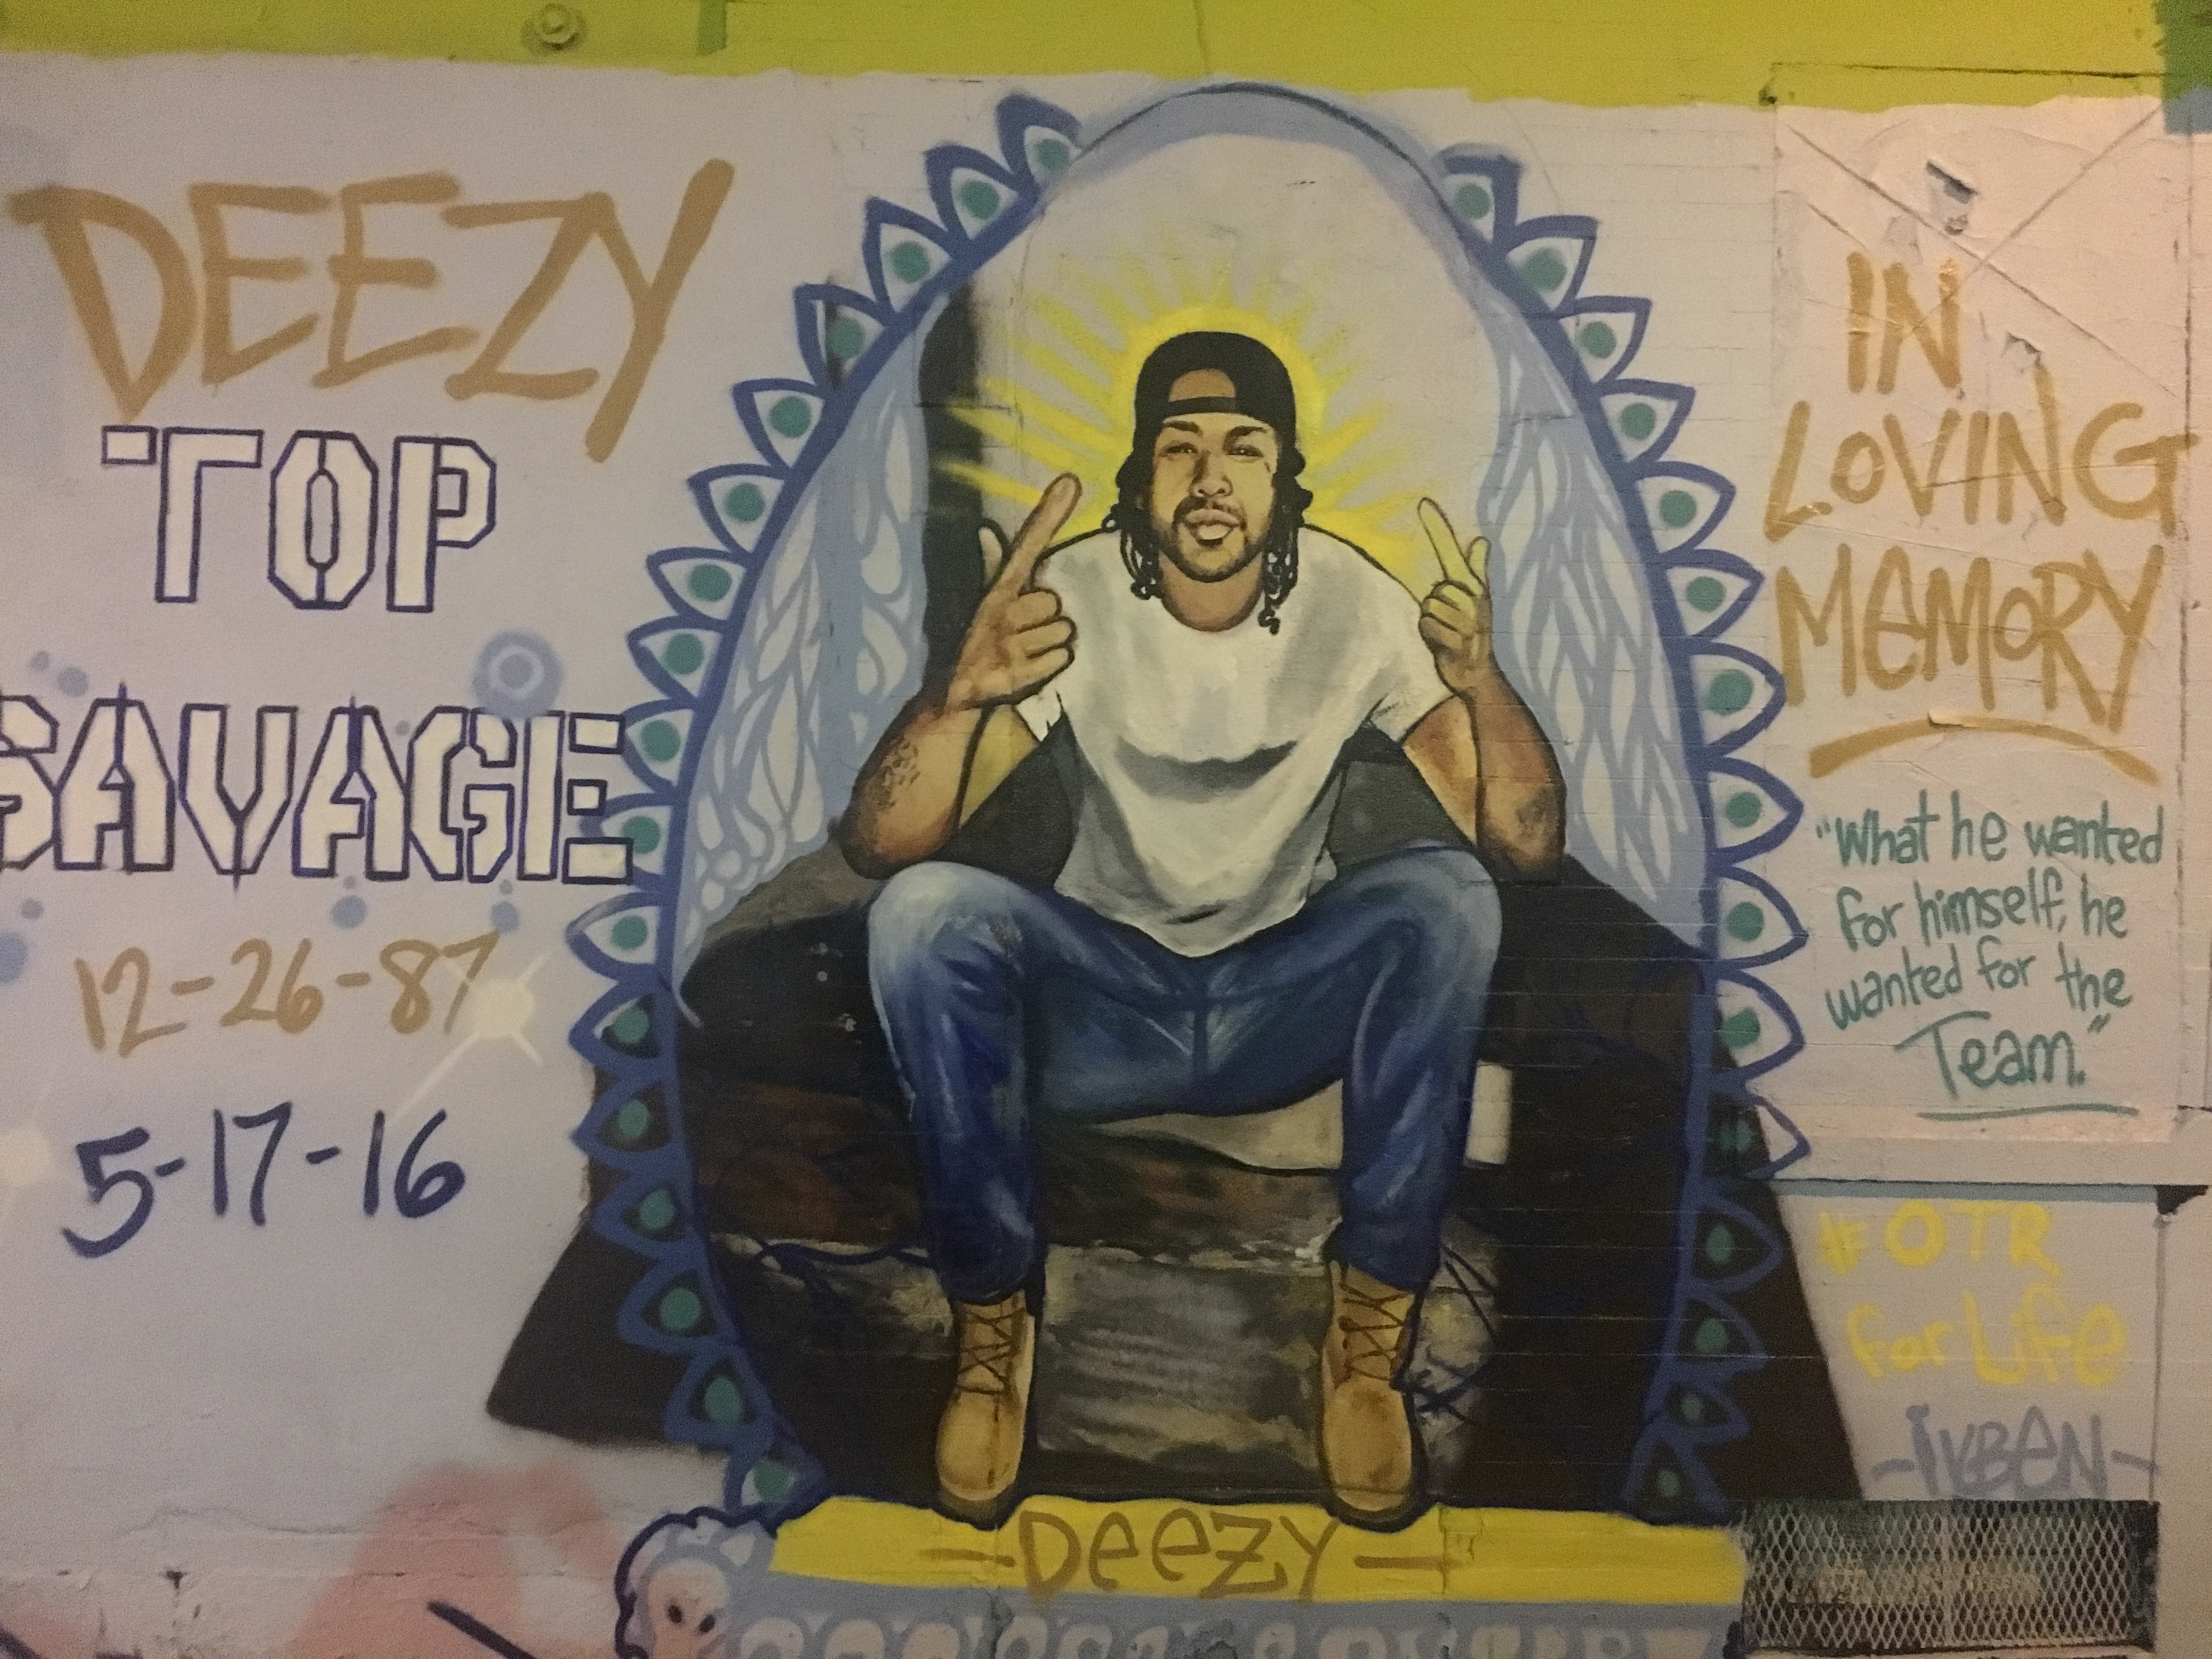 DEEZY
TOP
SAVAGE
12-26-87
5-17-16
-DeezY-
IN
LoVING
MeMoRY
"What he wanted
for himself, he
wanted for the
Team."
#OTR
for Life